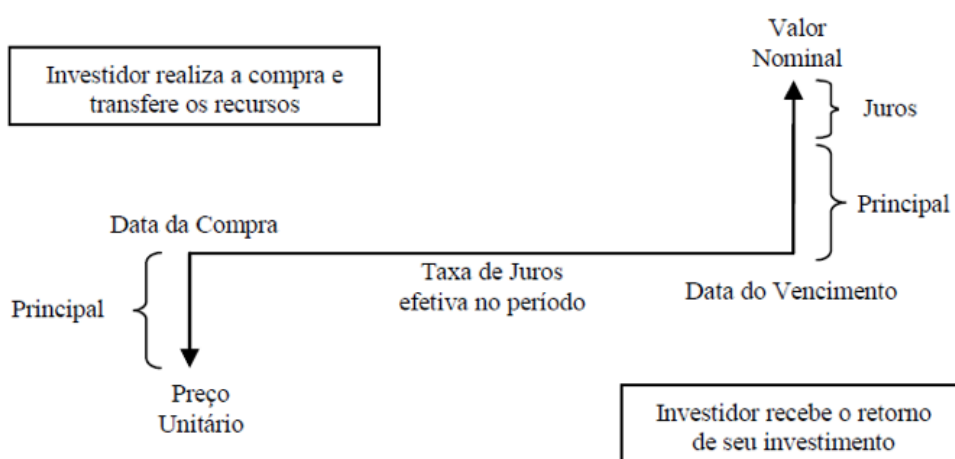 Valor
Nominal
Investidor realiza a compra e
transfere os recursos
Juros
Principal
Data da Compra
Taxa de Juros
efetiva no período
Data do Vencimento
Principal
Preço
Unitário
Investidor recebe o retorno
de seu investimento